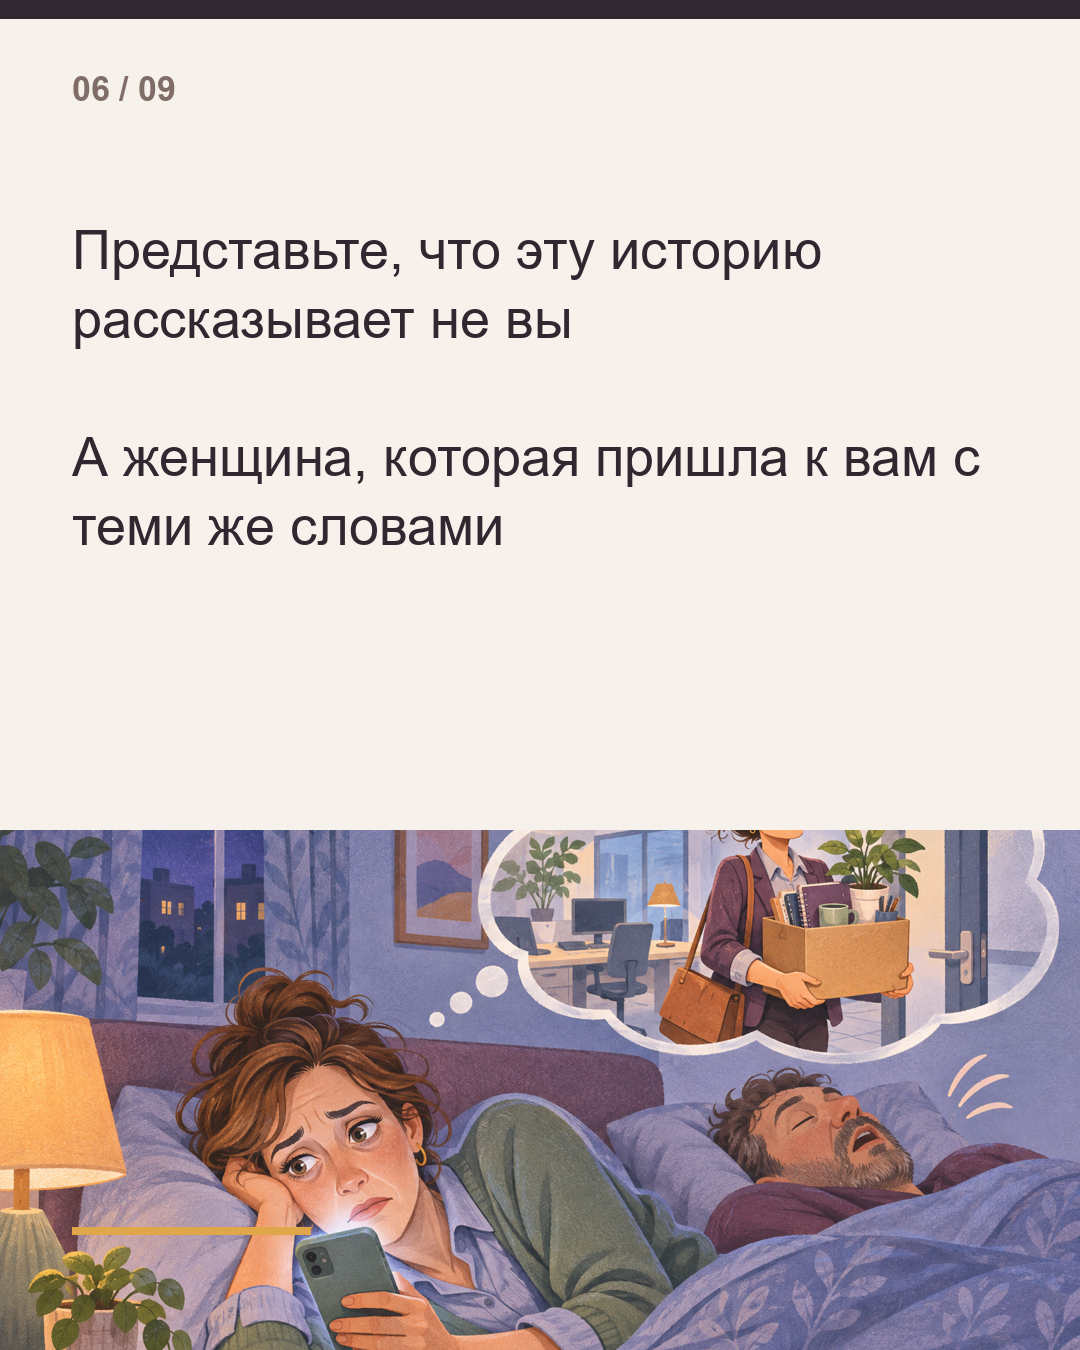 06 / 09
Представьте, что эту историю
рассказывает не вы
А женщина, которая пришла к вам с
теми же словами